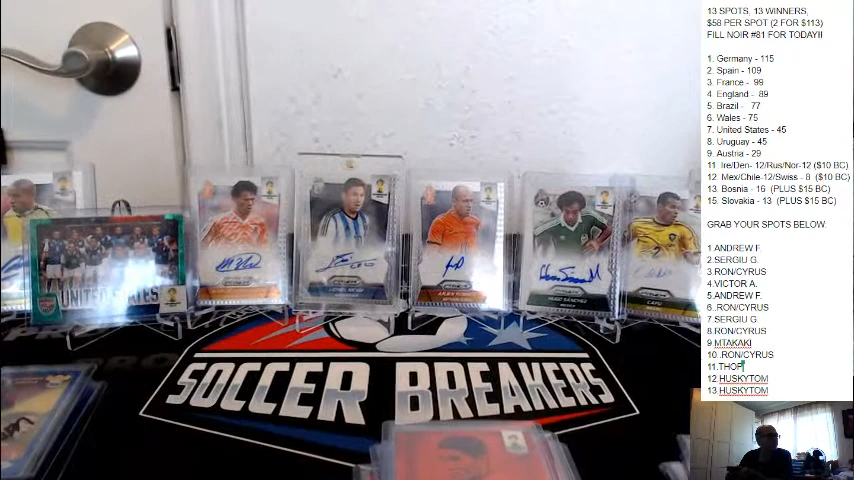 13 SPOTS, 13 WINNERS,
$58 PER SPOT (2 FOR $113)
FILL NOIR #81 FOR TODAY!!
1. Germany - 115
2. Spain - 109
3. France - 99
4. England - 89
5. Brazil - 77
6. Wales - 75
7. United States - 45
8. Uruguay - 45
9. Austria - 29
11. Ire/Den- 12/Rus/Nor-12 ($10 BC)
12. Mex/Chile-12/Swiss - 8 ($10 BC)
13. Bosnia - 16 (PLUS $15 BC)
15. Slovakia - 13 (PLUS $15 BC)
GRAB YOUR SPOTS BELOW:
1 ANDREW F.
2.SERGIU G.
3.RON/CYRUS
4.VICTOR A.
5.ANDREW F.
6..RON/CYRUS
7.SERGIU G.
8 RON/CYRUS
9.MTAKAKI
10..RON/CYRUS
11.THOP
12.HUSKYTOM
13 HUSKYTOM
UNITED STATES
HUGO SANCHEZ
CAFU
SOCCER BREAKERS